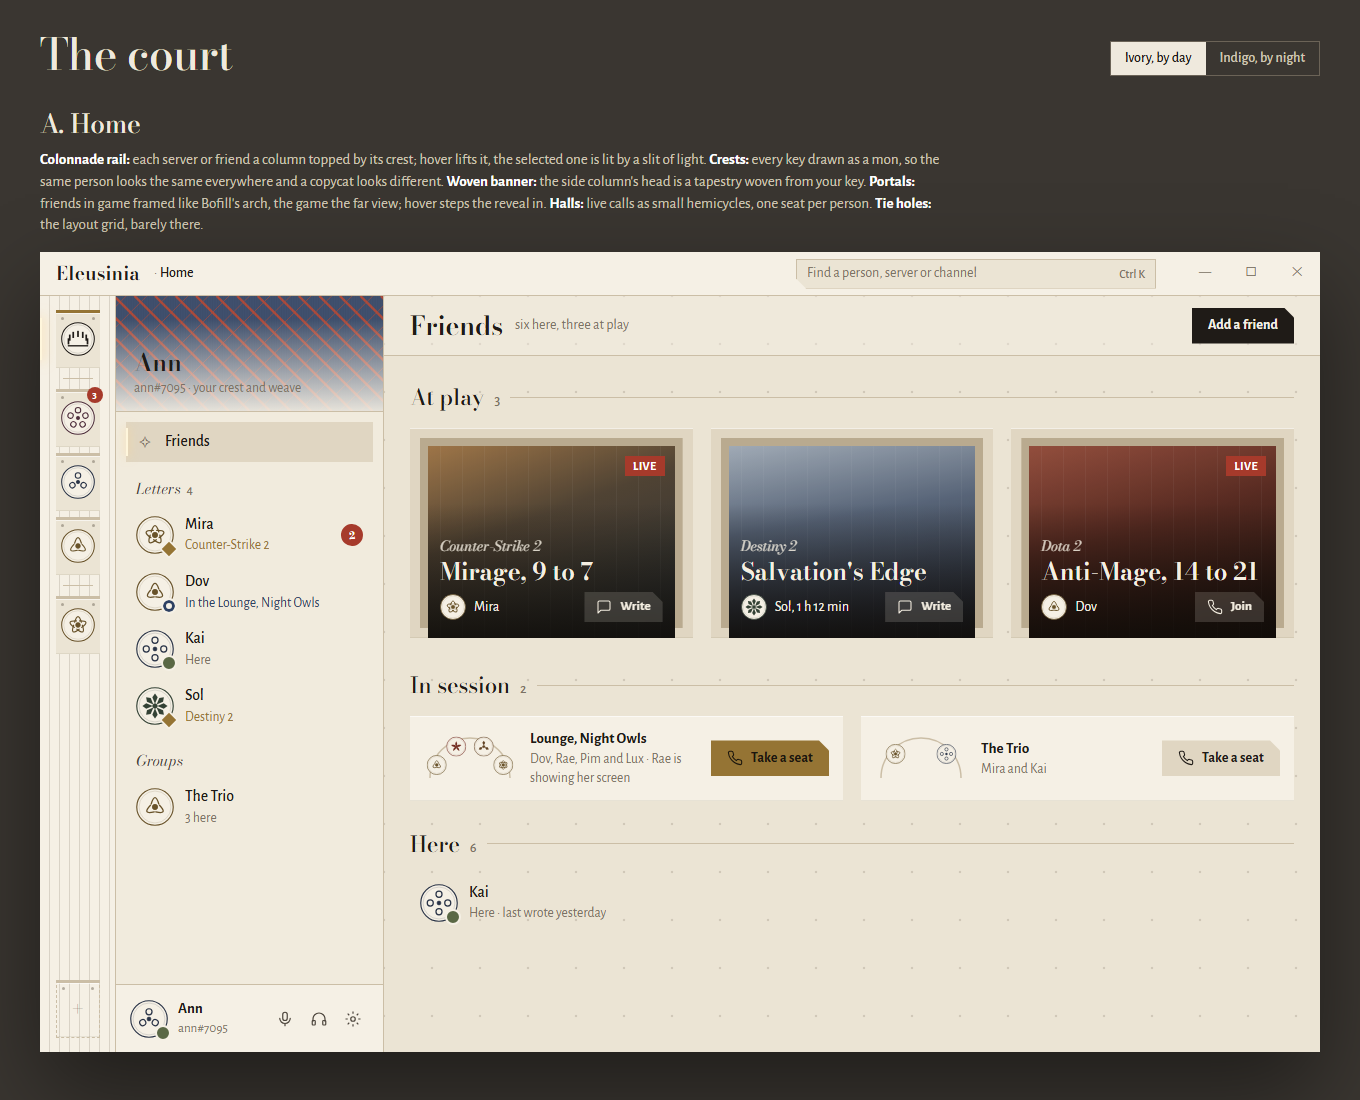 The court
Ivory, by day
Indigo, by night
A. Home
Colonnade rail: each server or friend a column topped by its crest; hover lifts it, the selected one is lit by a slit of light. Crests: every key drawn as a mon, so the
same person looks the same everywhere and a copycat looks different. Woven banner: the side column's head is a tapestry woven from your key. Portals:
friends in game framed like Bofill's arch, the game the far view; hover steps the reveal in. Halls: live calls as small hemicycles, one seat per person. Tie holes:
the layout grid, barely there.
Eleusinia · Home
Find a person, server or channel
Ctrl K
3
Ann
ann#7095 · your crest and weave
Friends
Letters 4
Mira
Counter-Strike 2
2
Dov
In the Lounge, Night Owls
Kai
Here
Sol
Destiny 2
Groups
The Trio
3 here
Ann
ann#7095
Friends
six here, three at play
Add a friend
At play 3
LIVE
Counter-Strike 2
Mirage, 9 to 7
Mira
Write
Destiny 2
Salvation's Edge
Sol, 1 h 12 min
Write
LIVE
Dota 2
Anti-Mage, 14 to 21
Dov
Join
In session 2
Lounge, Night Owls
Dov, Rae, Pim and Lux · Rae is
showing her screen
Take a seat
The Trio
Mira and Kai
Take a seat
Here 6
Kai
Here · last wrote yesterday